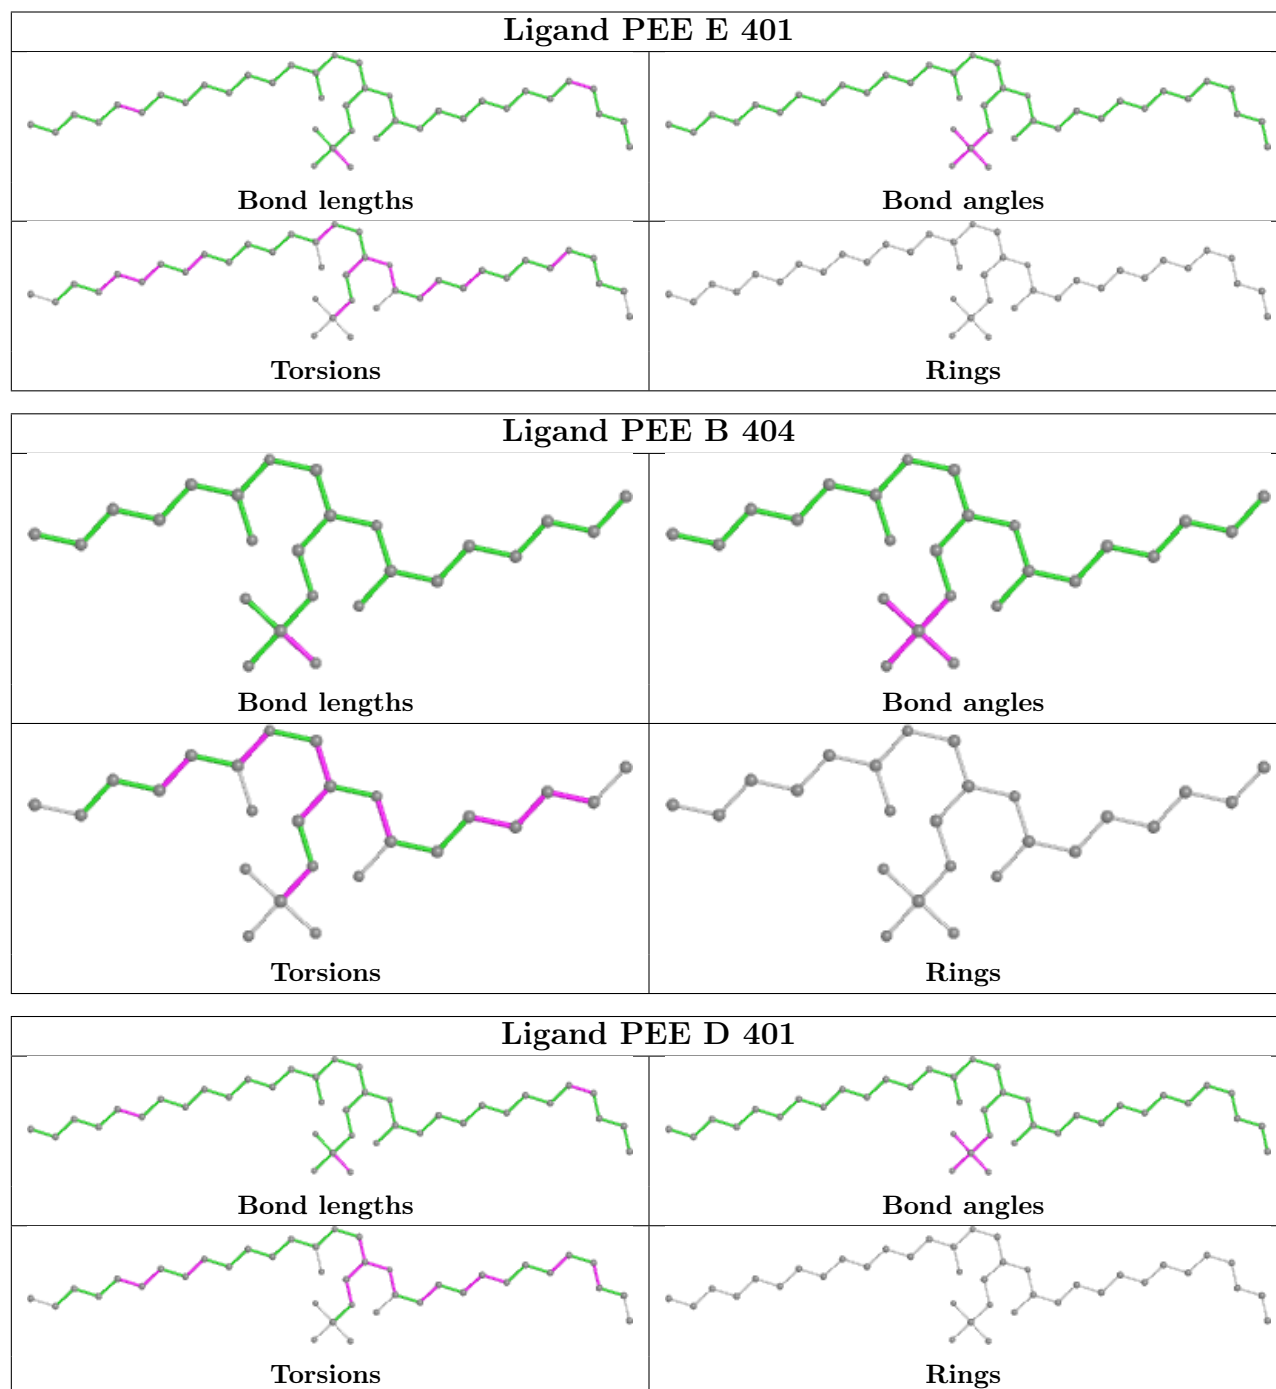 Ligand PEE E 401
Bond lengths
Bond angles
Torsions
Rings
Ligand PEE B 404
Bond lengths
Bond angles
Torsions
Rings
Ligand PEE D 401
Bond lengths
Bond angles
Torsions
Rings